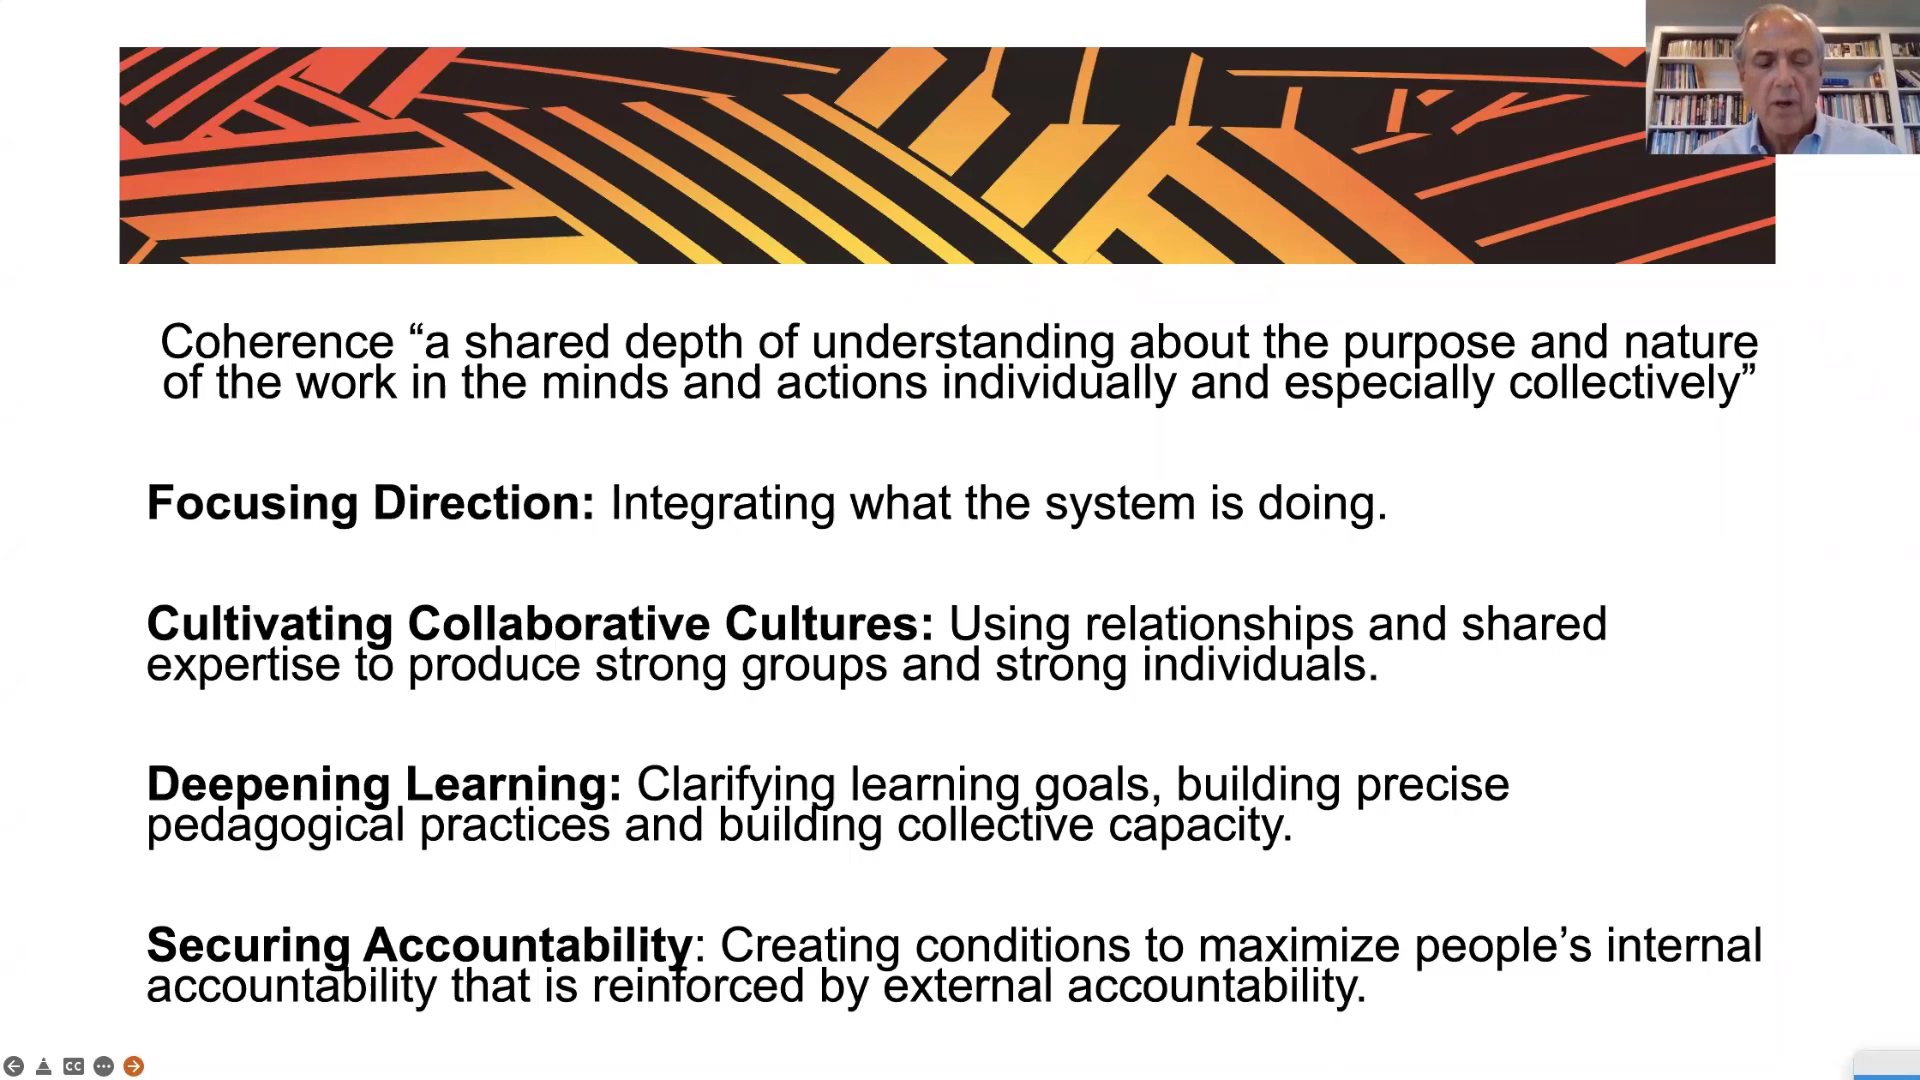 Coherence “a shared depth of understanding about the purpose and nature
of the work in the minds and actions individually and especially collectively”
Focusing Direction: Integrating what the system is doing.
Cultivating Collaborative Cultures: Using relationships and shared
expertise to produce strong groups and strong individuals.
Deepening Learning: Clarifying learning goals, building precise
pedagogical practices and building collective capacity.
Securing Accountability: Creating conditions to maximize people’s internal
accountability that is reinforced by external accountability.
CC